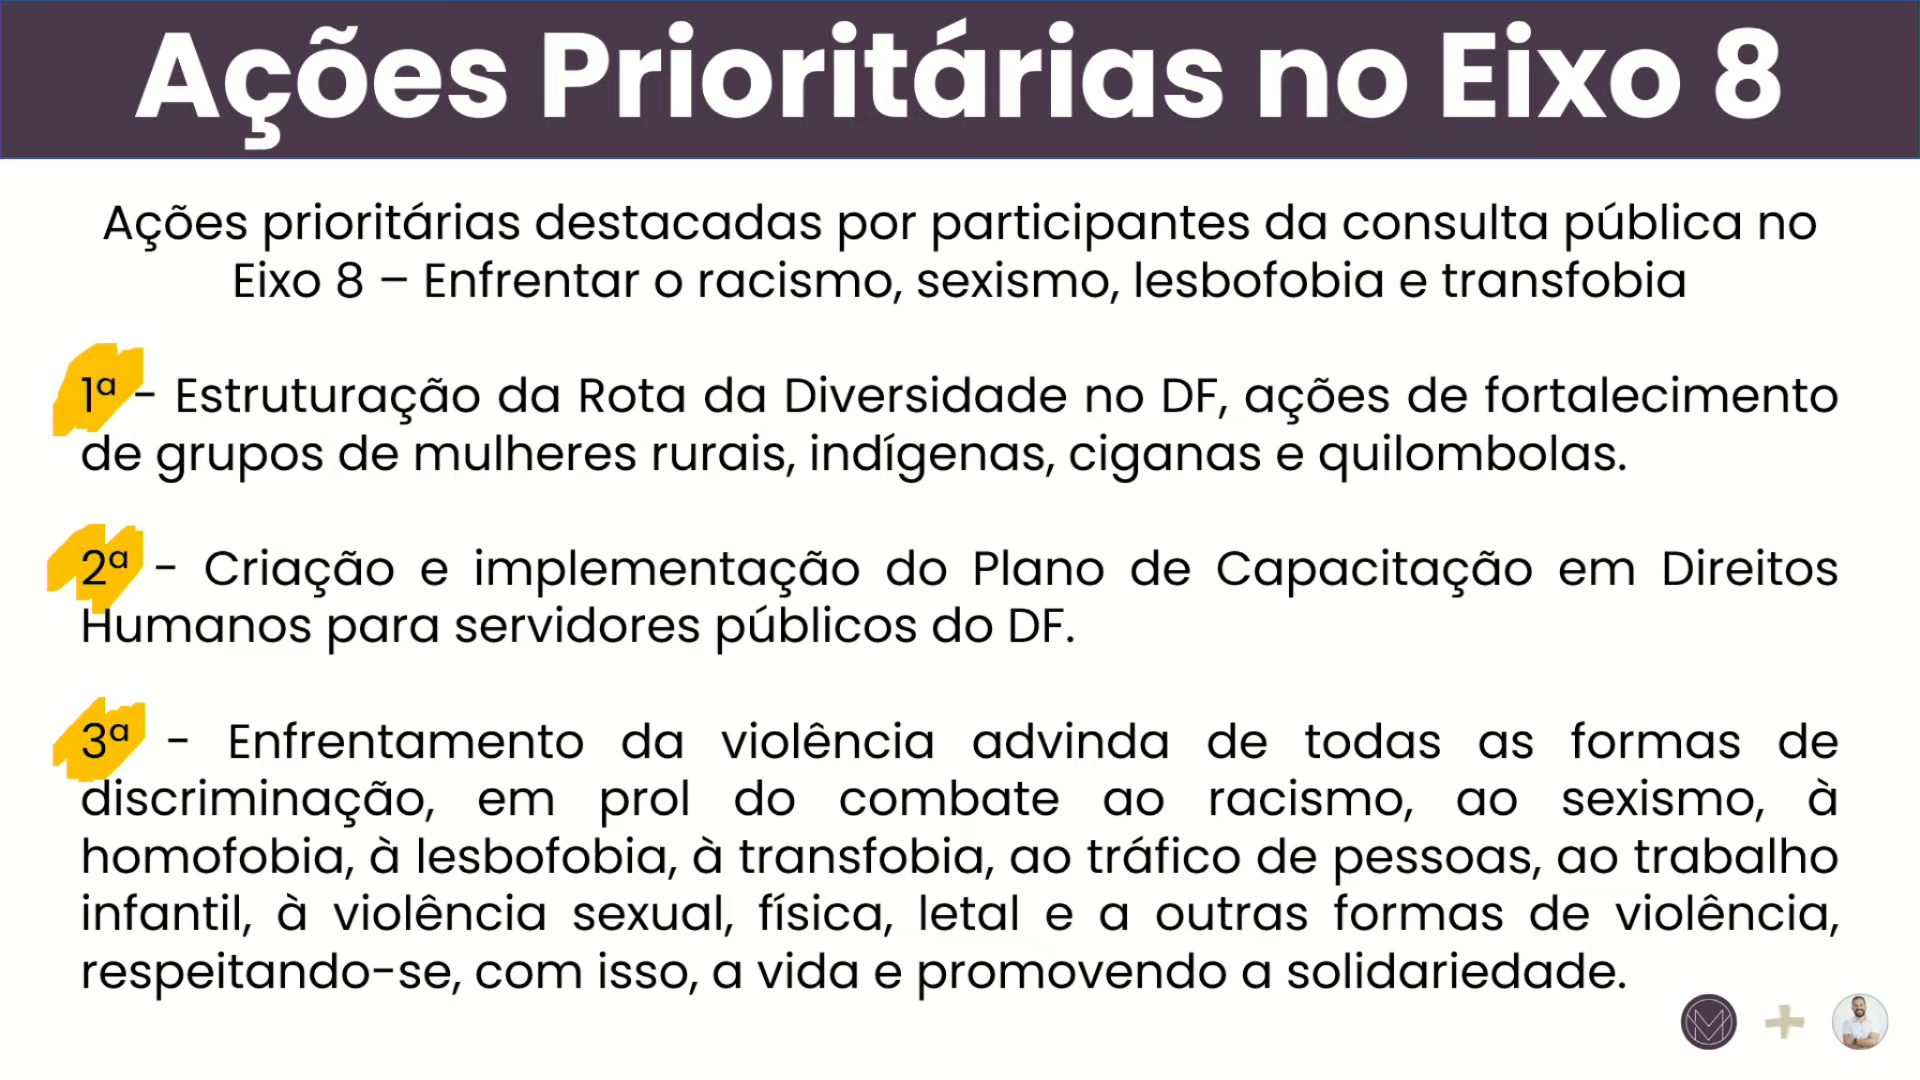 Ações Prioritárias no Eixo 8
Ações prioritárias destacadas por participantes da consulta pública no
Eixo 8 – Enfrentar o racismo, sexismo, lesbofobia e transfobia
1ª - Estruturação da Rota da Diversidade no DF, ações de fortalecimento
de grupos de mulheres rurais, indígenas, ciganas e quilombolas.
2ª - Criação e implementação do Plano de Capacitação em Direitos
Humanos para servidores públicos do DF.
3ª - Enfrentamento da violência advinda de todas as formas de
discriminação, em prol do combate ao racismo, ao sexismo, à
homofobia, à lesbofobia, à transfobia, ao tráfico de pessoas, ao trabalho
infantil, à violência sexual, física, letal e a outras formas de violência,
respeitando-se, com isso, a vida e promovendo a solidariedade.